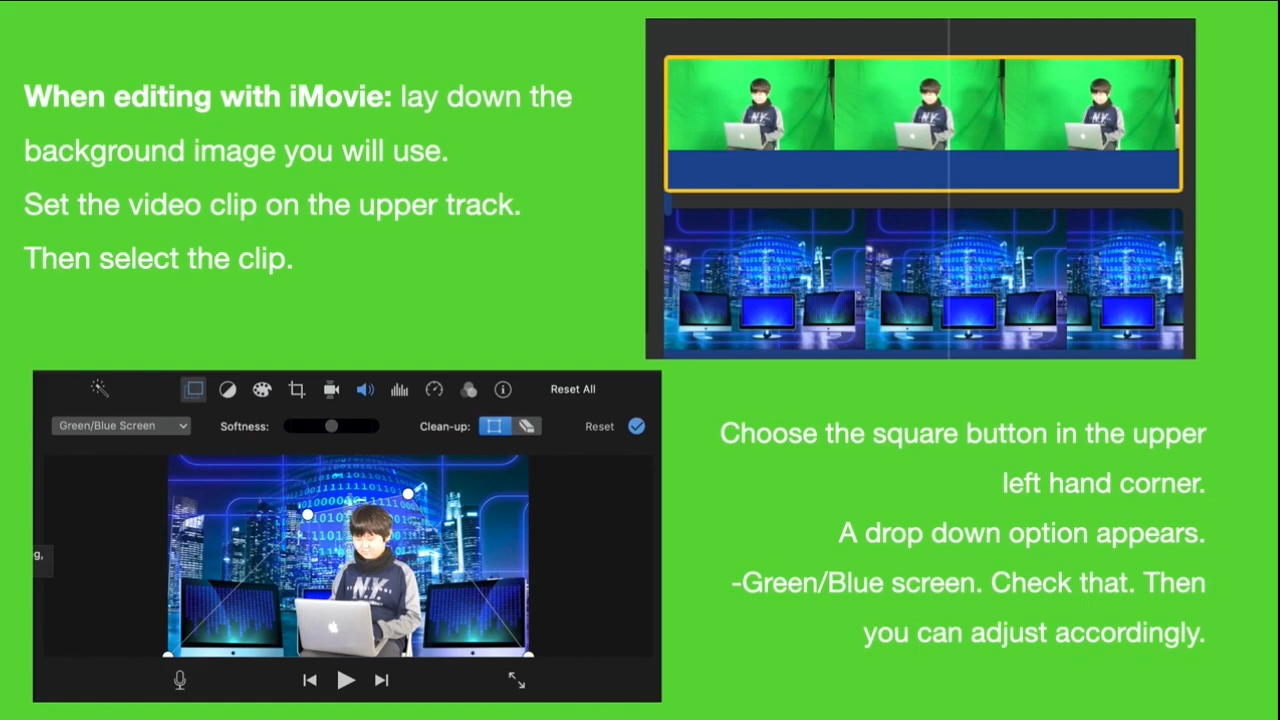 When editing with iMovie: lay down the
background image you will use.
Set the video clip on the upper track.
Then select the clip.
Reset All
Green/Blue Screen
Softness:
Clean-up:
Reset
g,
N.Y.
Choose the square button in the upper
left hand corner.
A drop down option appears.
-Green/Blue screen. Check that. Then
you can adjust accordingly.